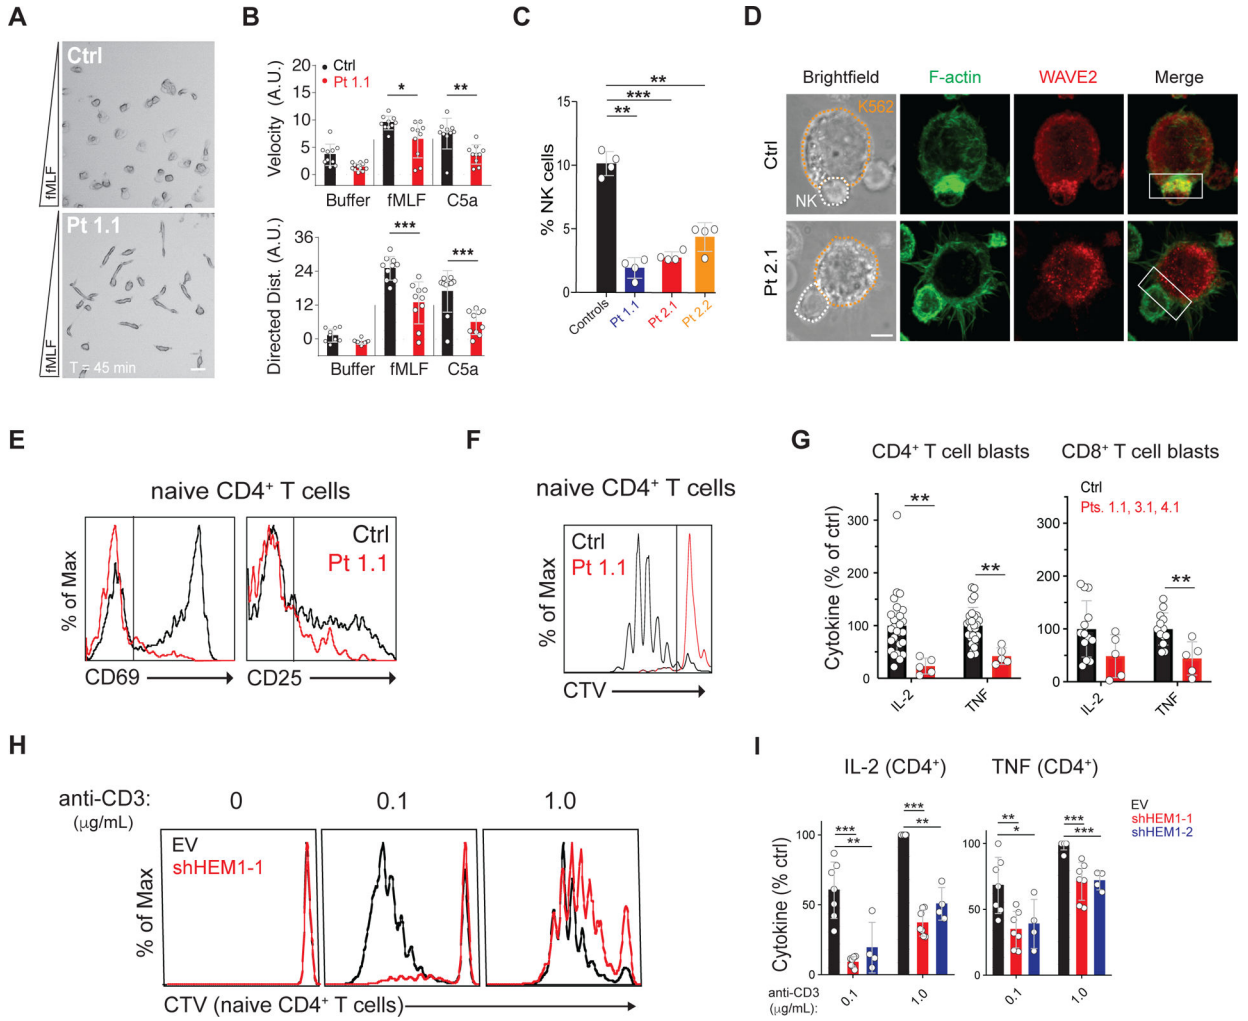 A
Ctrl
fMLF
Pt 1.1
fMLF
T = 45 min
B
Ctrl
Pt 1.1
Velocity (A.U.)
20
15
10
5
0
*
**
Buffer
fMLF
C5a
Directed Dist. (A.U.)
36
24
12
0
***
***
Buffer
fMLF
C5a
C
% NK cells
15
10
5
0
**
***
**
Controls
Pt 1.1
Pt 2.1
Pt 2.2
D
Brightfield
F-actin
WAVE2
Merge
Ctrl
K562
NK
Pt 2.1
E
naive CD4⁺ T cells
% of Max
Ctrl
Pt 1.1
CD69
CD25
F
naive CD4⁺ T cells
% of Max
Ctrl
Pt 1.1
CTV
G
CD4⁺ T cell blasts
CD8⁺ T cell blasts
Ctrl
Pts. 1.1, 3.1, 4.1
Cytokine (% of ctrl)
300
200
100
0
**
**
IL-2
TNF
300
200
100
0
**
IL-2
TNF
H
anti-CD3:
(μg/mL)
0
0.1
1.0
% of Max
EV
shHEM1-1
CTV (naive CD4⁺ T cells)
I
IL-2 (CD4⁺)
TNF (CD4⁺)
EV
shHEM1-1
shHEM1-2
Cytokine (% ctrl)
100
50
0
***
**
***
**
100
50
0
**
*
***
***
anti-CD3
(μg/mL):
0.1
1.0
0.1
1.0